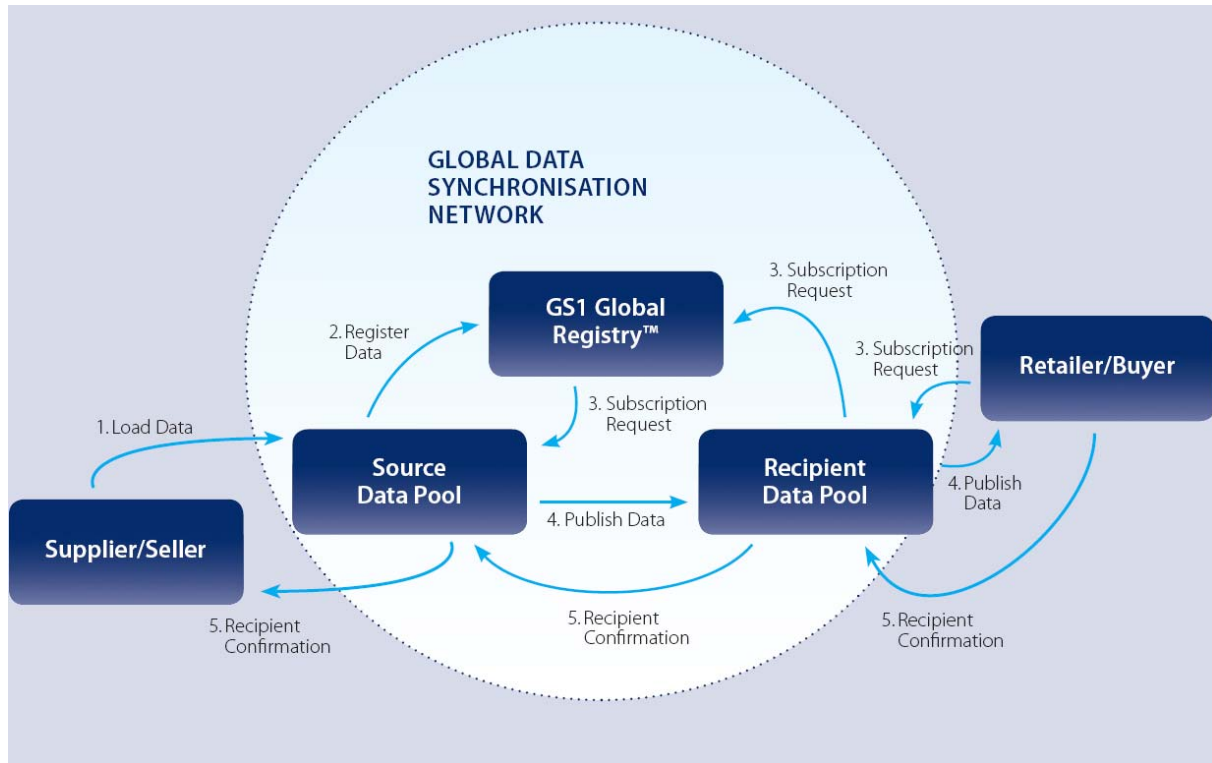 GLOBAL DATA
SYNCHRONISATION
NETWORK
3. Subscription
Request
GS1 Global
Registry™
2. Register
Data
3. Subscription
Request
Retailer/Buyer
3. Subscription
Request
1. Load Data
Source
Data Pool
Recipient
Data Pool
4. Publish
Data
4. Publish Data
Supplier/Seller
5. Recipient
Confirmation
5. Recipient
Confirmation
5. Recipient
Confirmation